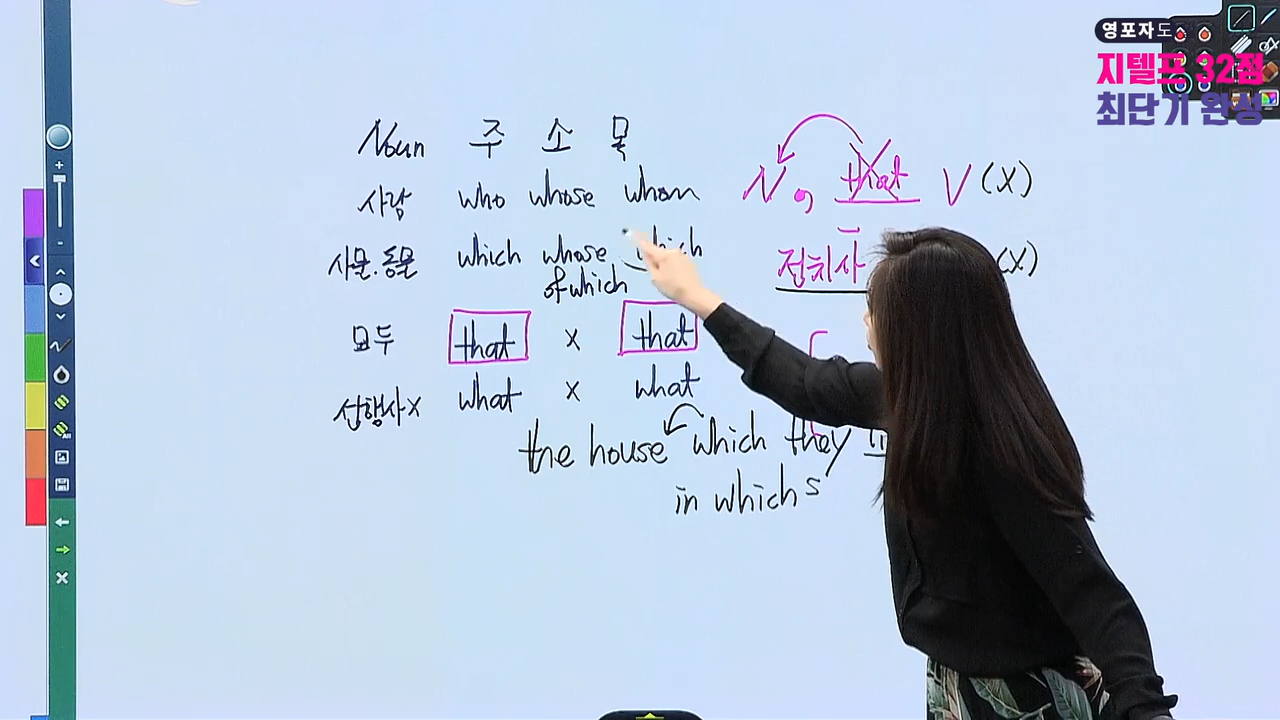 영포자도
지텔프 32점
최단기 완성
Noun 주 소 목
사람 who whose whom
사물.동물 which whose which
of which
모두 that x that
선행사x what x what
the house which they
in which s
N, that V (X)
전치사 (X)